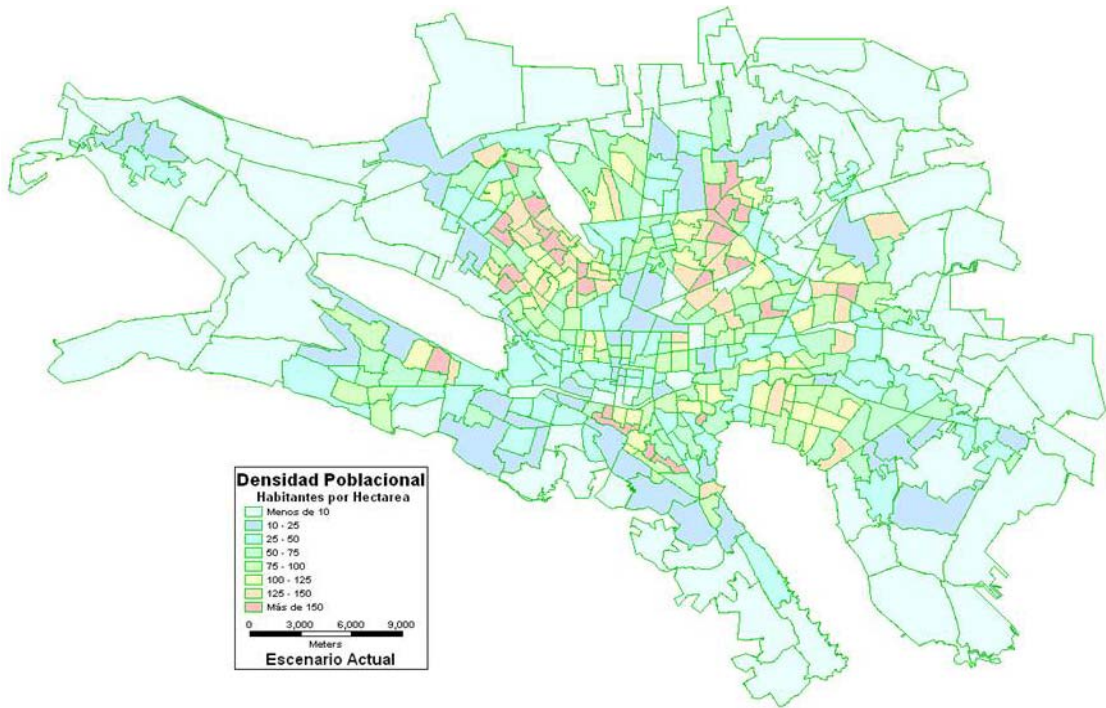 Densidad Poblacional
Habitantes por Hectarea
Menos de 10
10 - 25
25 - 50
50 - 75
75 - 100
100 - 125
125 - 150
Más de 150
0 3,000 6,000 9,000
Meters
Escenario Actual